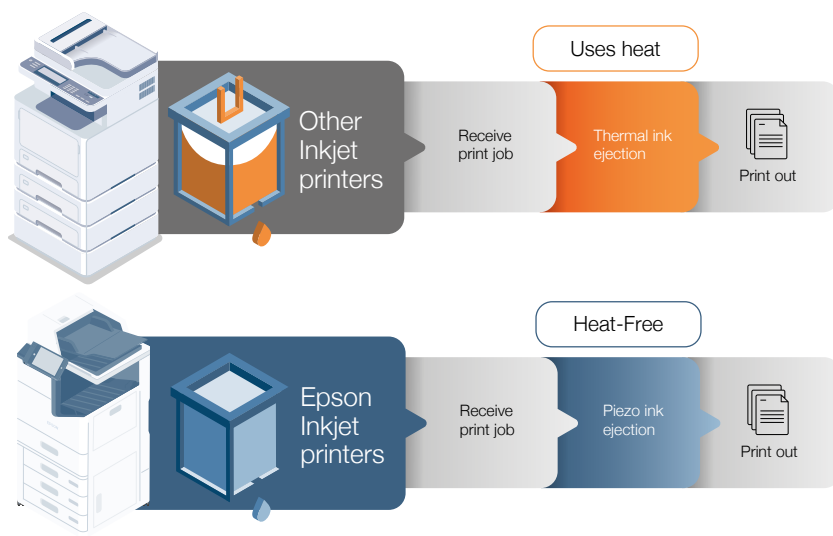 Uses heat
Other
Inkjet
printers
Receive
print job
Thermal ink
ejection
Print out
Heat-Free
Epson
Inkjet
printers
Receive
print job
Piezo ink
ejection
Print out